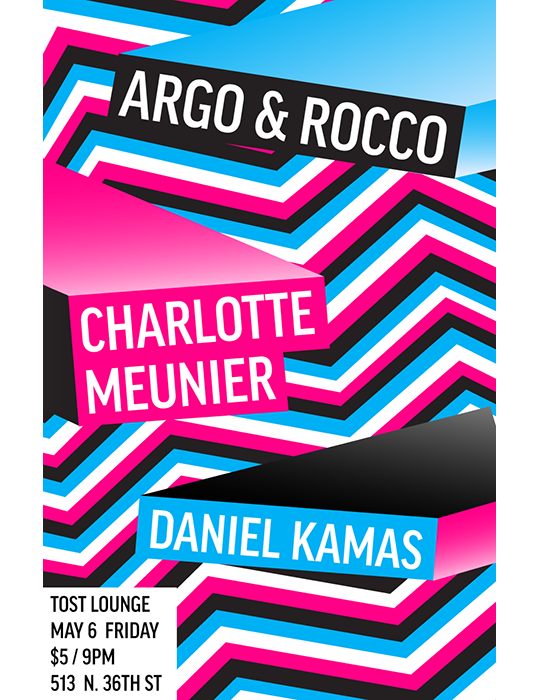 ARGO & ROCCO
CHARLOTTE
MEUNIER
DANIEL KAMAS
TOST LOUNGE
MAY 6 FRIDAY
$5 / 9PM
513 N. 36TH ST